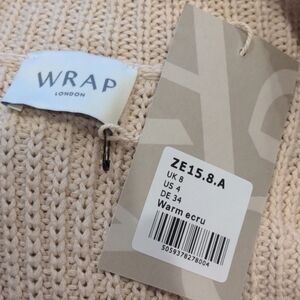 WRAP
LONDON
ZE15.8.A
UK 8
US 4
DE 34
Warm ecru
5059378278004